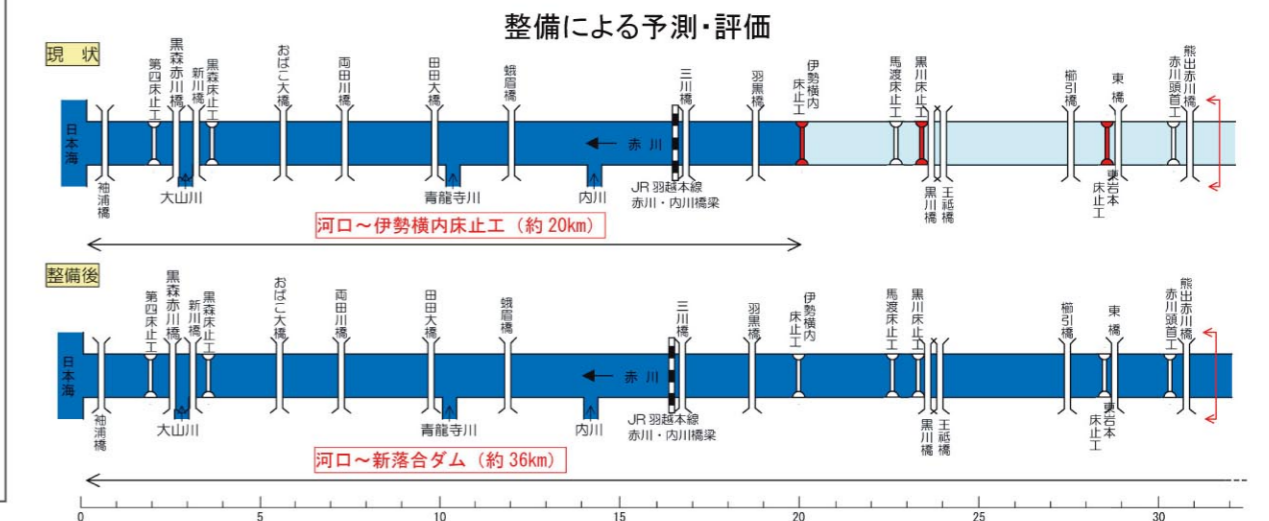 整備による予測・評価
現 状
第四床止工
黒森赤川橋
新川橋
黒森床止工
おばこ大橋
両田川橋
田田大橋
蛾眉橋
三川橋
羽黒橋
伊勢横内
床止工
馬渡床止工
黒川床止工
櫛引橋
東 橋
赤川頭首工
熊出赤川橋
日本海
← 赤 川
袖浦橋
大山川
青龍寺川
内川
JR羽越本線
赤川・内川橋梁
黒川橋
王祇橋
東岩本
床止工
河口～伊勢横内床止工（約20km）
整備後
第四床止工
黒森赤川橋
新川橋
黒森床止工
おばこ大橋
両田川橋
田田大橋
蛾眉橋
三川橋
羽黒橋
伊勢横内
床止工
馬渡床止工
黒川床止工
櫛引橋
東 橋
赤川頭首工
熊出赤川橋
日本海
← 赤 川
袖浦橋
大山川
青龍寺川
内川
JR羽越本線
赤川・内川橋梁
黒川橋
王祇橋
東岩本
床止工
河口～新落合ダム（約36km）
0 5 10 15 20 25 30